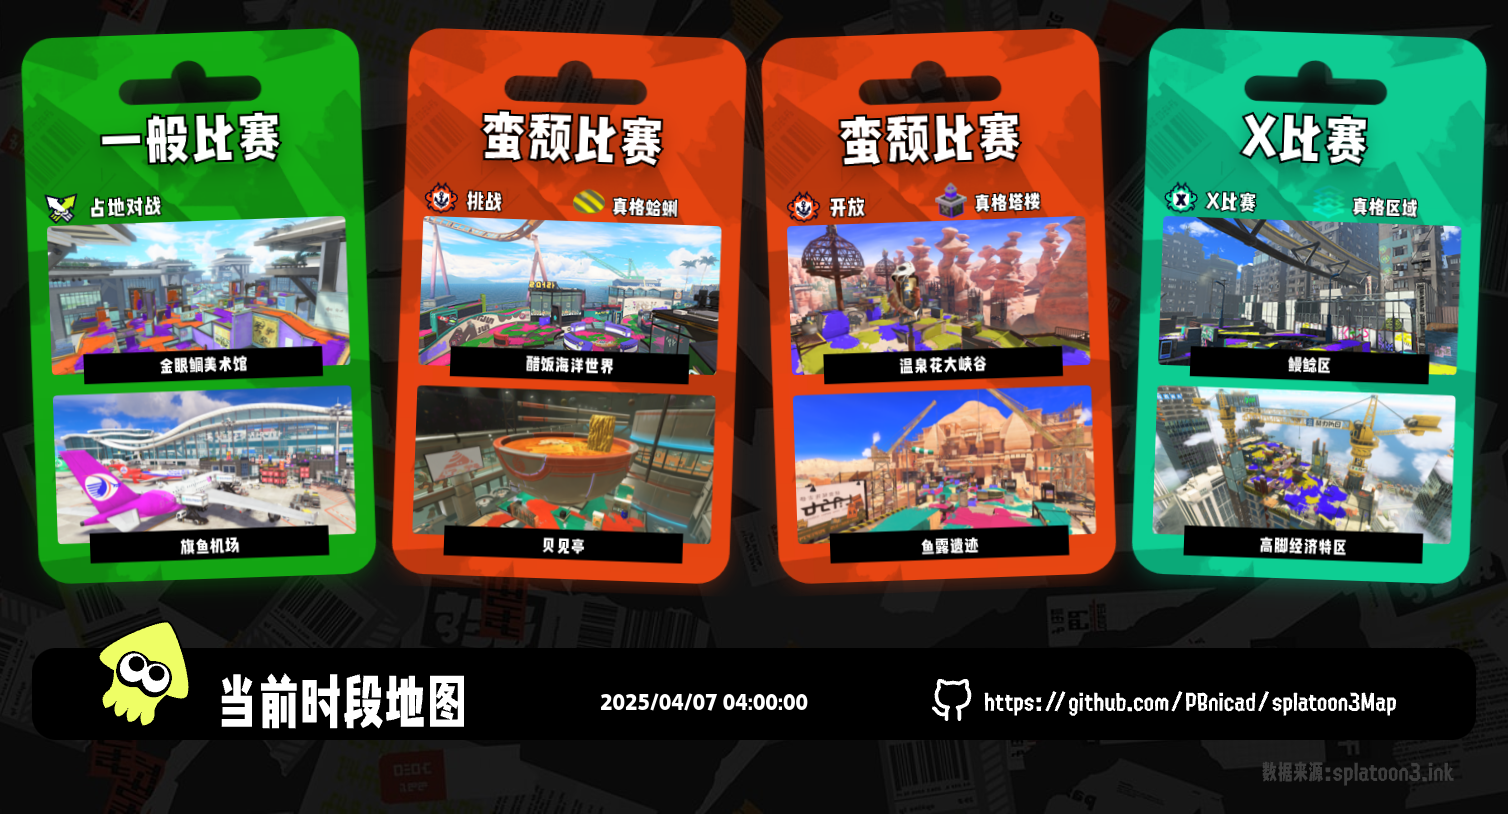 一般比赛
占地对战
金眼鲷美术馆
旗鱼机场
蛮颓比赛
挑战
真格蛤蜊
醋饭海洋世界
贝见亭
蛮颓比赛
开放
真格塔楼
温泉花大峡谷
鱼露遗迹
X比赛
X比赛
真格区域
鳗鲶区
高脚经济特区
当前时段地图
2025/04/07 04:00:00
https://github.com/PBnicad/splatoon3Map
数据来源:splatoon3.ink